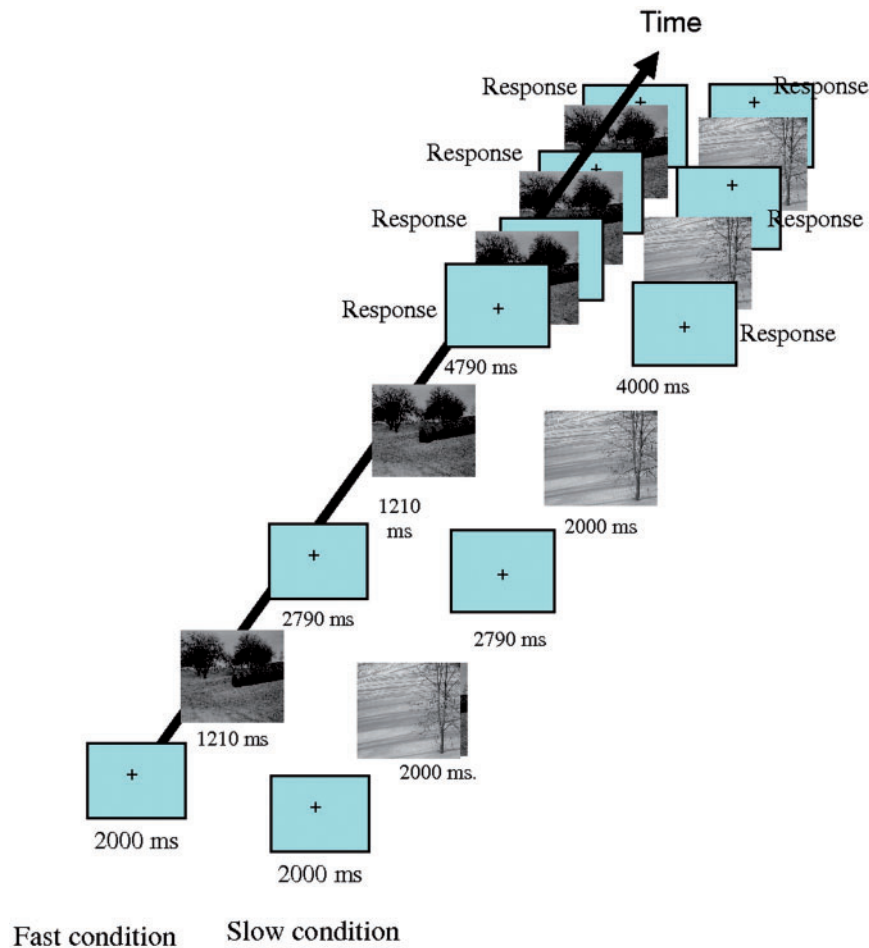 Time
Response
Response
Response
Response
Response
Response
Response
4790 ms
4000 ms
1210
ms
2000 ms
2790 ms
2790 ms
1210 ms
2000 ms.
2000 ms
2000 ms
Fast condition
Slow condition